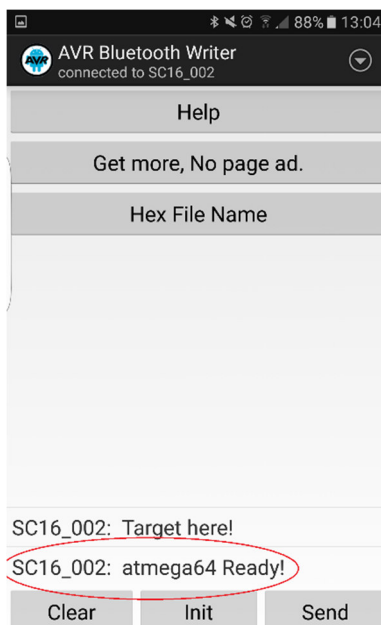 88% 13:04
AVR
AVR Bluetooth Writer
connected to SC16_002
Help
Get more, No page ad.
Hex File Name
SC16_002: Target here!
SC16_002: atmega64 Ready!
Clear Init Send